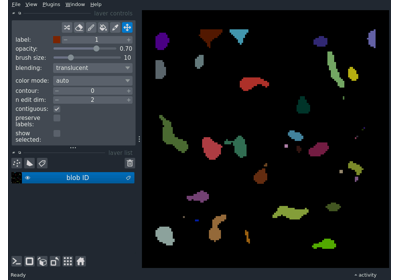 File View Plugins Window Help
layer controls
label: 1
opacity: 0.70
brush size: 10
blending: translucent
color mode: auto
contour: 0
n edit dim: 2
contiguous:
preserve
labels:
show
selected:
layer list
blob ID
Ready
activity